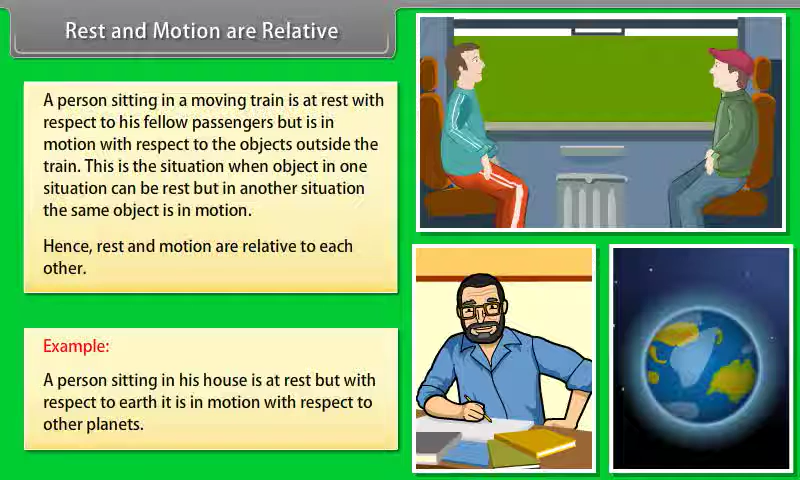 Rest and Motion are Relative
A person sitting in a moving train is at rest with
respect to his fellow passengers but is in
motion with respect to the objects outside the
train. This is the situation when object in one
situation can be rest but in another situation
the same object is in motion.
Hence, rest and motion are relative to each
other.
Example:
A person sitting in his house is at rest but with
respect to earth it is in motion with respect to
other planets.